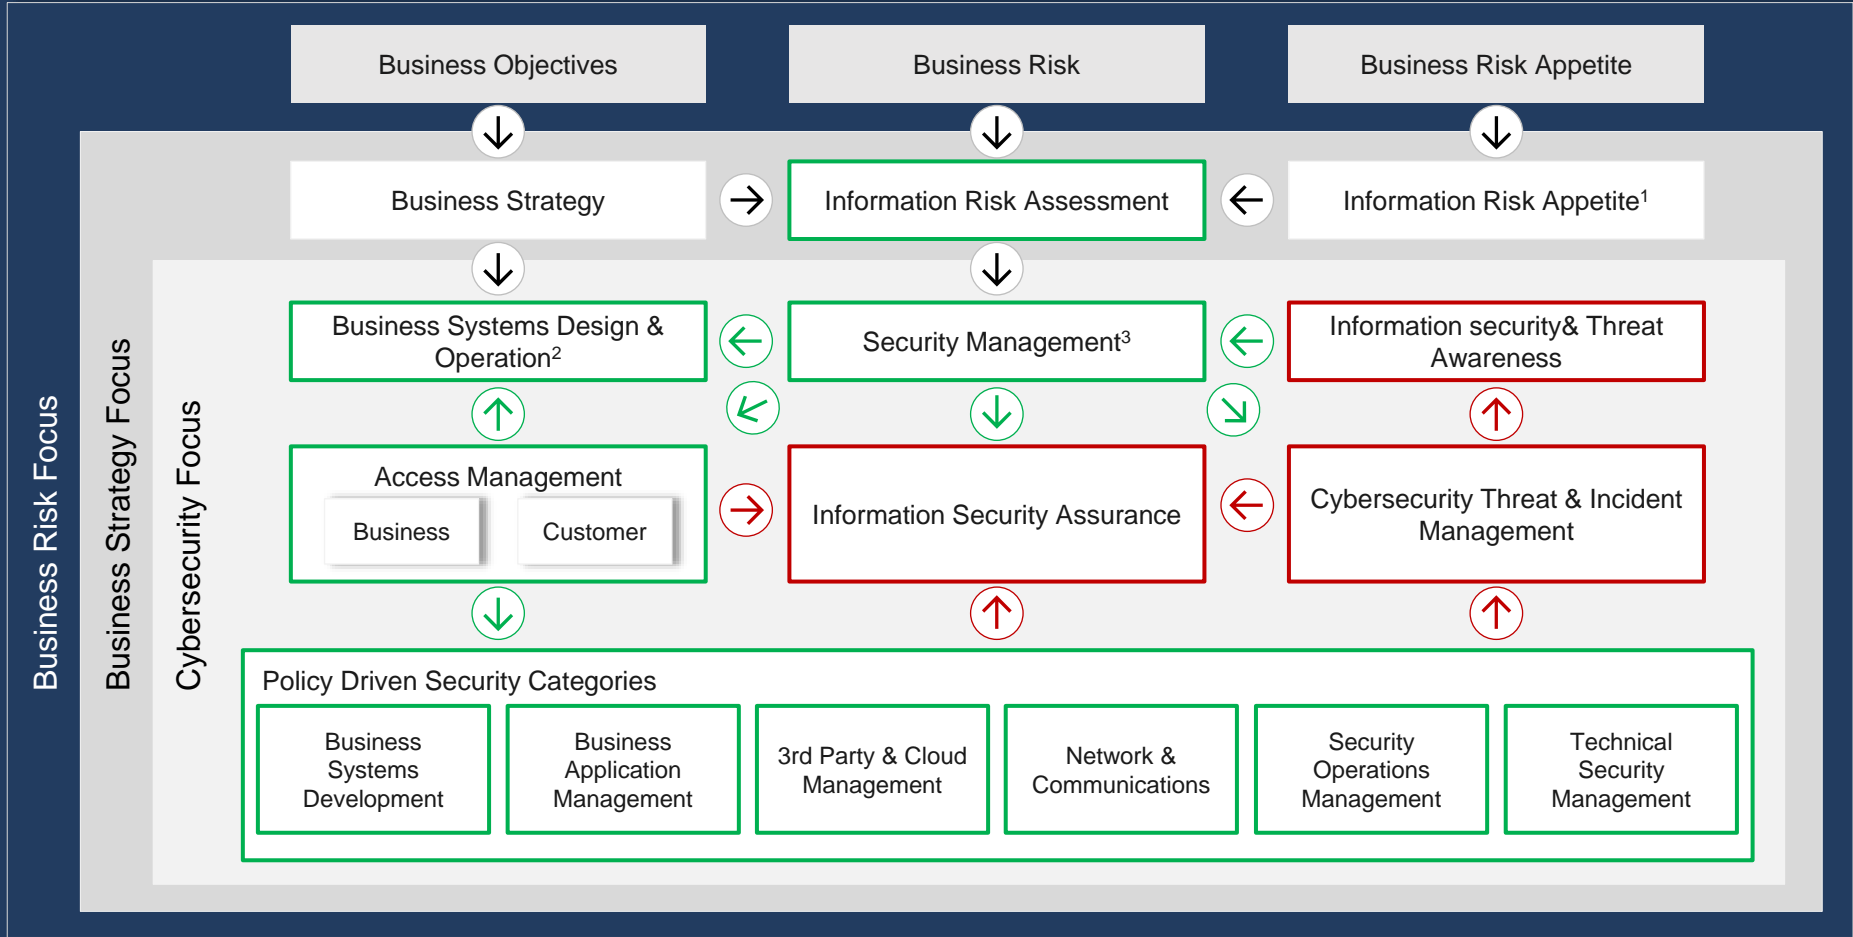 Business Objectives
Business Risk
Business Risk Appetite
Business Strategy
Information Risk Assessment
Information Risk Appetite¹
Business Systems Design &
Operation²
Security Management³
Information security& Threat
Awareness
Access Management
Business
Customer
Information Security Assurance
Cybersecurity Threat & Incident
Management
Policy Driven Security Categories
Business
Systems
Development
Business
Application
Management
3rd Party & Cloud
Management
Network &
Communications
Security
Operations
Management
Technical
Security
Management
Business Risk Focus
Business Strategy Focus
Cybersecurity Focus